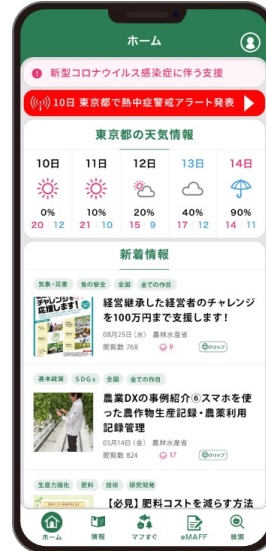 ホーム
新型コロナウイルス感染症に伴う支援
10日 東京都で熱中症警戒アラート発表
東京都の天気情報
10日 11日 12日 13日 14日
0% 10% 20% 40% 90%
20 12 21 10 15 9 17 12 14 11
新着情報
気象・災害 食の安全 全国 全ての作目
応援します!
経営継承した経営者のチャレンジ
を100万円まで支援します!
08月25日(水) 農林水産省
閲覧数 768 9 クリップ
基本政策 SDGs 全国 全ての作目
農業DXの事例紹介⑥スマホを使
った農作物生産記録・農薬利用
記録管理
05月14日(金) 農林水産省
閲覧数 824 17 クリップ
生産力強化 肥料 技術 研究開発
【必見】肥料コストを減らす方法
ホーム 情報 マフすぐ eMAFF 検索